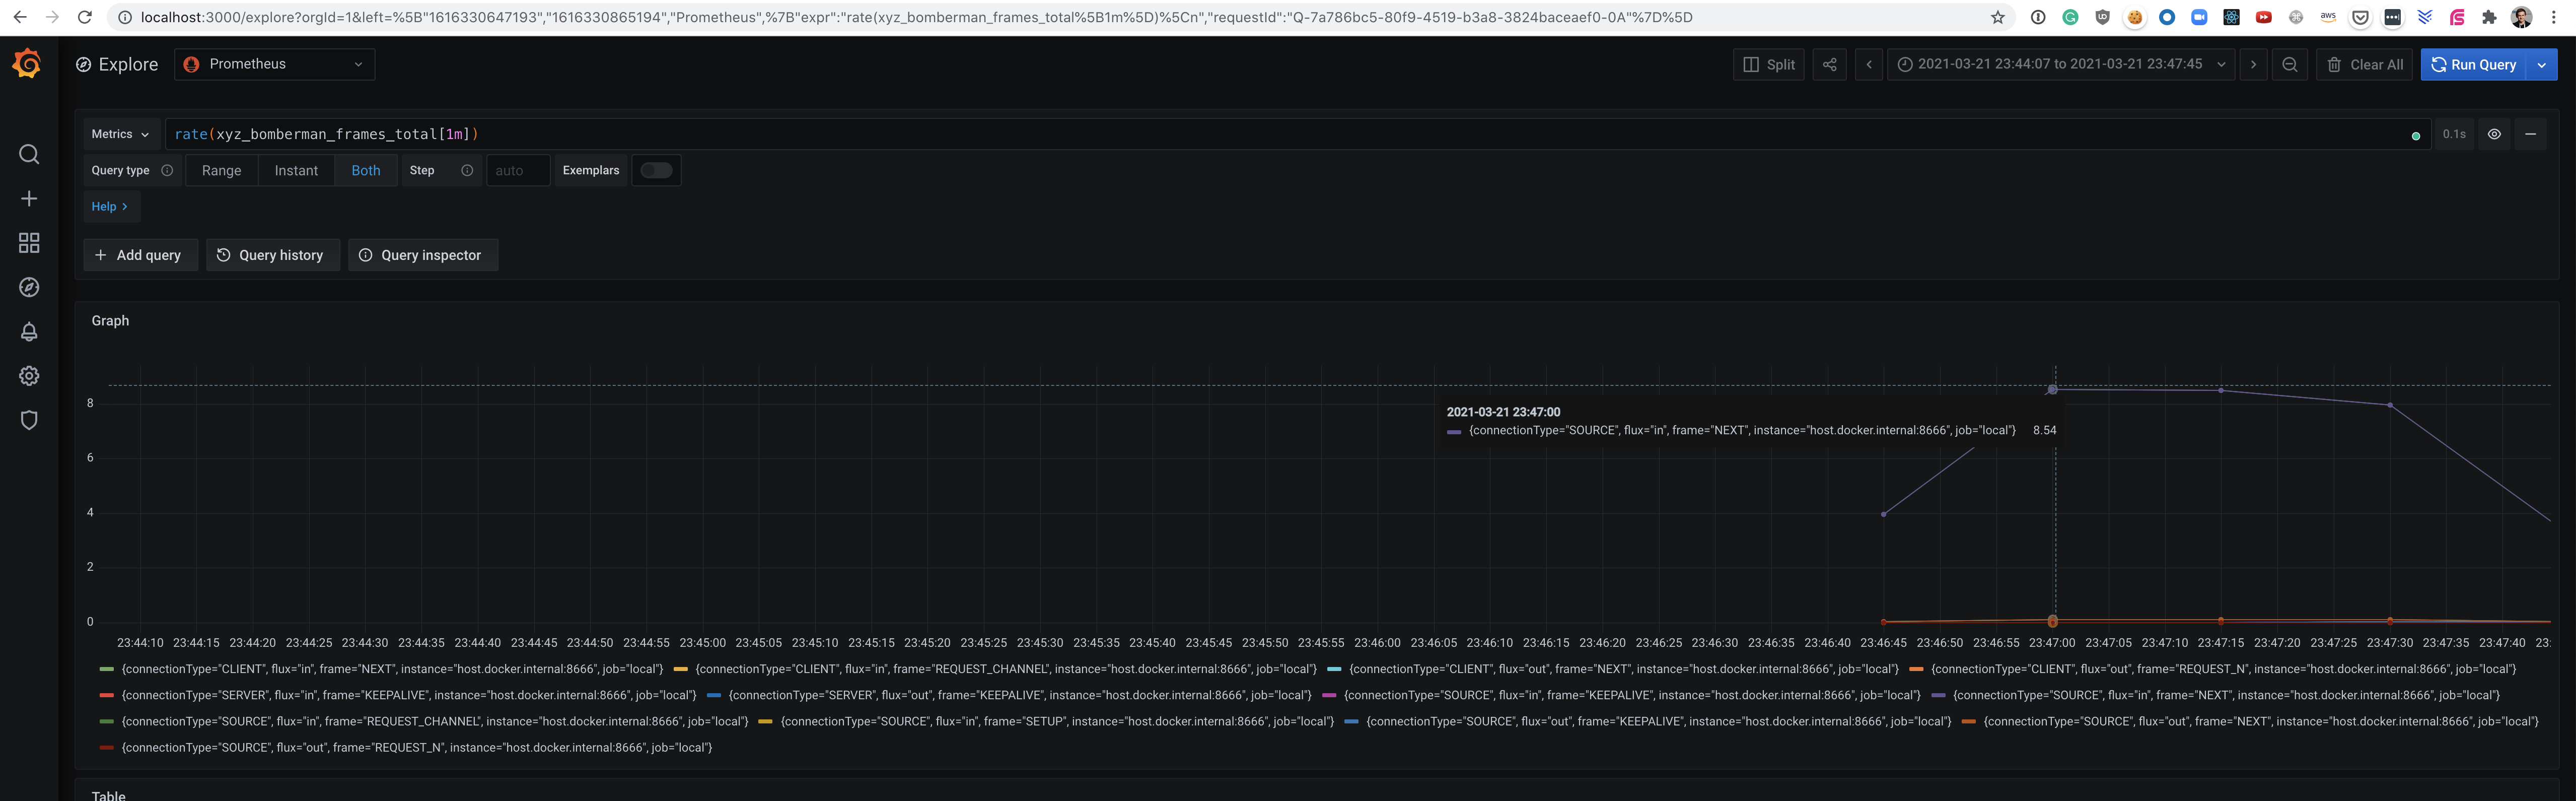 localhost:3000/explore?orgId=1&left=%5B"1616330647193","1616330865194","Prometheus",%7B"expr":"rate(xyz_bomberman_frames_total%5B1m%5D)%5Cn","requestId":"Q-7a786bc5-80f9-4519-b3a8-3824baceaef0-0A"%7D%5D
aws
Explore Prometheus Split 2021-03-21 23:44:07 to 2021-03-21 23:47:45 Clear All Run Query
Metrics rate(xyz_bomberman_frames_total[1m]) 0.1s
Query type Range Instant Both Step auto Exemplars
Help >
+ Add query Query history Query inspector
Graph
8
6
4
2
0
2021-03-21 23:47:00
{connectionType="SOURCE", flux="in", frame="NEXT", instance="host.docker.internal:8666", job="local"} 8.54
23:44:10 23:44:15 23:44:20 23:44:25 23:44:30 23:44:35 23:44:40 23:44:45 23:44:50 23:44:55 23:45:00 23:45:05 23:45:10 23:45:15 23:45:20 23:45:25 23:45:30 23:45:35 23:45:40 23:45:45 23:45:50 23:45:55 23:46:00 23:46:05 23:46:10 23:46:15 23:46:20 23:46:25 23:46:30 23:46:35 23:46:40 23:46:45 23:46:50 23:46:55 23:47:00 23:47:05 23:47:10 23:47:15 23:47:20 23:47:25 23:47:30 23:47:35 23:47:40 23:
{connectionType="CLIENT", flux="in", frame="NEXT", instance="host.docker.internal:8666", job="local"} {connectionType="CLIENT", flux="in", frame="REQUEST_CHANNEL", instance="host.docker.internal:8666", job="local"} {connectionType="CLIENT", flux="out", frame="NEXT", instance="host.docker.internal:8666", job="local"} {connectionType="CLIENT", flux="out", frame="REQUEST_N", instance="host.docker.internal:8666", job="local"}
{connectionType="SERVER", flux="in", frame="KEEPALIVE", instance="host.docker.internal:8666", job="local"} {connectionType="SERVER", flux="out", frame="KEEPALIVE", instance="host.docker.internal:8666", job="local"} {connectionType="SOURCE", flux="in", frame="KEEPALIVE", instance="host.docker.internal:8666", job="local"} {connectionType="SOURCE", flux="in", frame="NEXT", instance="host.docker.internal:8666", job="local"}
{connectionType="SOURCE", flux="in", frame="REQUEST_CHANNEL", instance="host.docker.internal:8666", job="local"} {connectionType="SOURCE", flux="in", frame="SETUP", instance="host.docker.internal:8666", job="local"} {connectionType="SOURCE", flux="out", frame="KEEPALIVE", instance="host.docker.internal:8666", job="local"} {connectionType="SOURCE", flux="out", frame="NEXT", instance="host.docker.internal:8666", job="local"}
{connectionType="SOURCE", flux="out", frame="REQUEST_N", instance="host.docker.internal:8666", job="local"}
Table